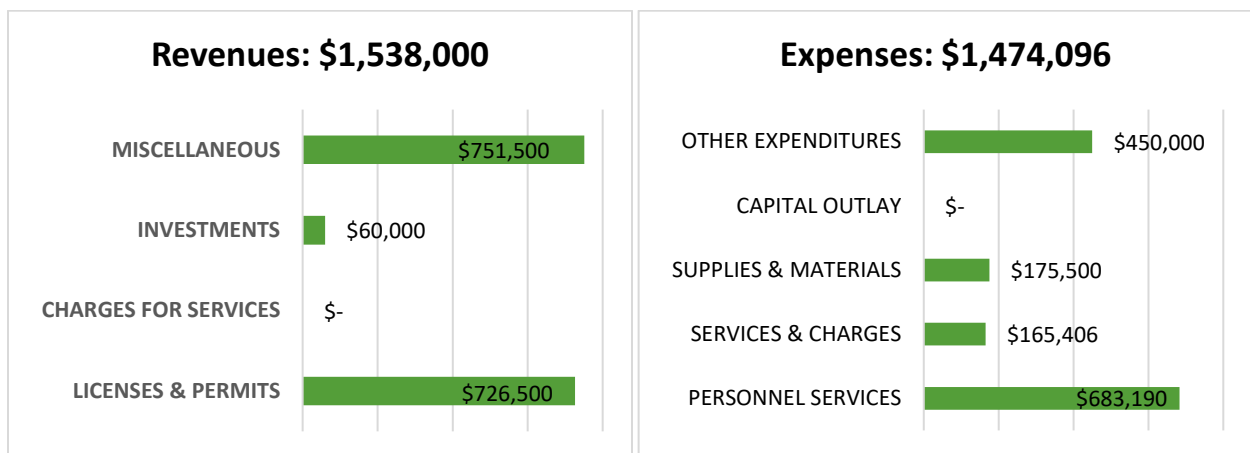 Revenues: $1,538,000
MISCELLANEOUS $751,500
INVESTMENTS $60,000
CHARGES FOR SERVICES $-
LICENSES & PERMITS $726,500
Expenses: $1,474,096
OTHER EXPENDITURES $450,000
CAPITAL OUTLAY $-
SUPPLIES & MATERIALS $175,500
SERVICES & CHARGES $165,406
PERSONNEL SERVICES $683,190